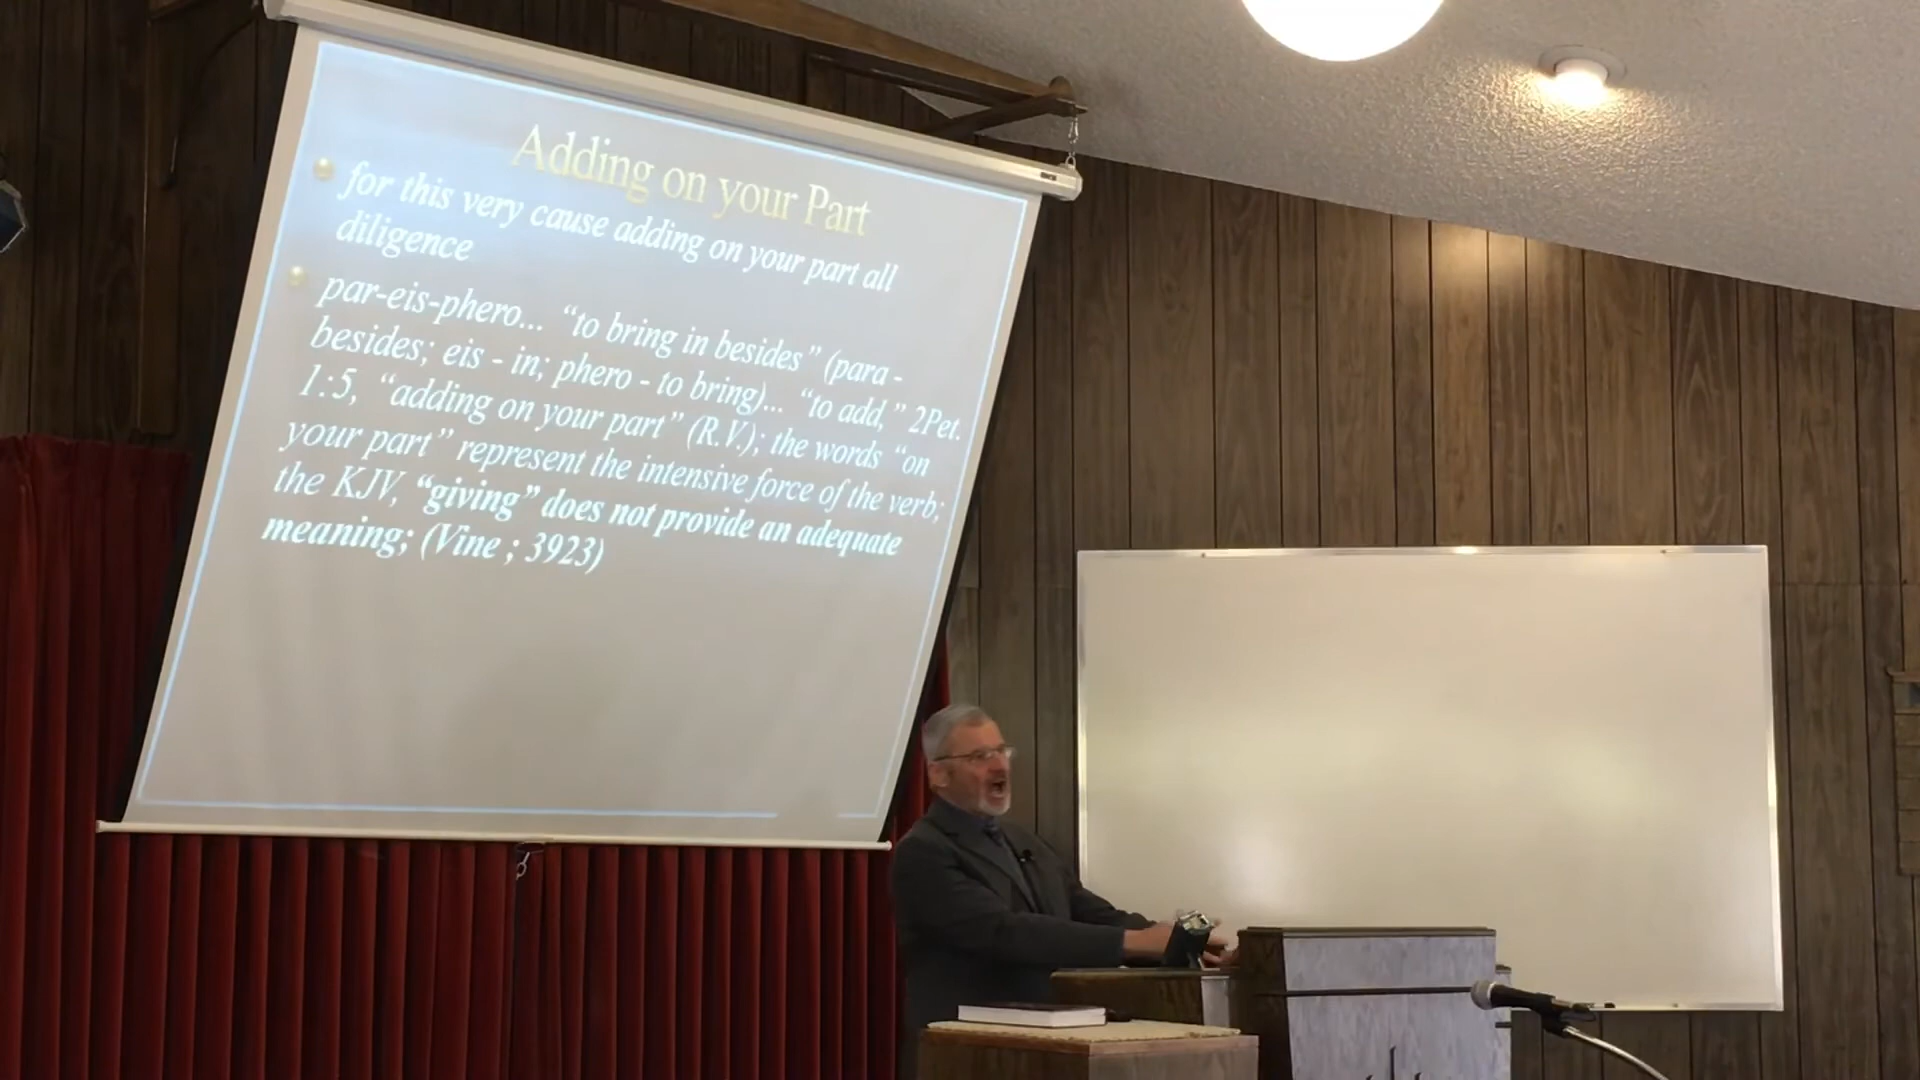 Adding on your Part
for this very cause adding on your part all
diligence
par-eis-phero... “to bring in besides” (para -
besides; eis - in; phero - to bring)... “to add,” 2Pet.
1:5, “adding on your part” (R.V.); the words “on
your part” represent the intensive force of the verb;
the KJV, “giving” does not provide an adequate
meaning; (Vine ; 3923)